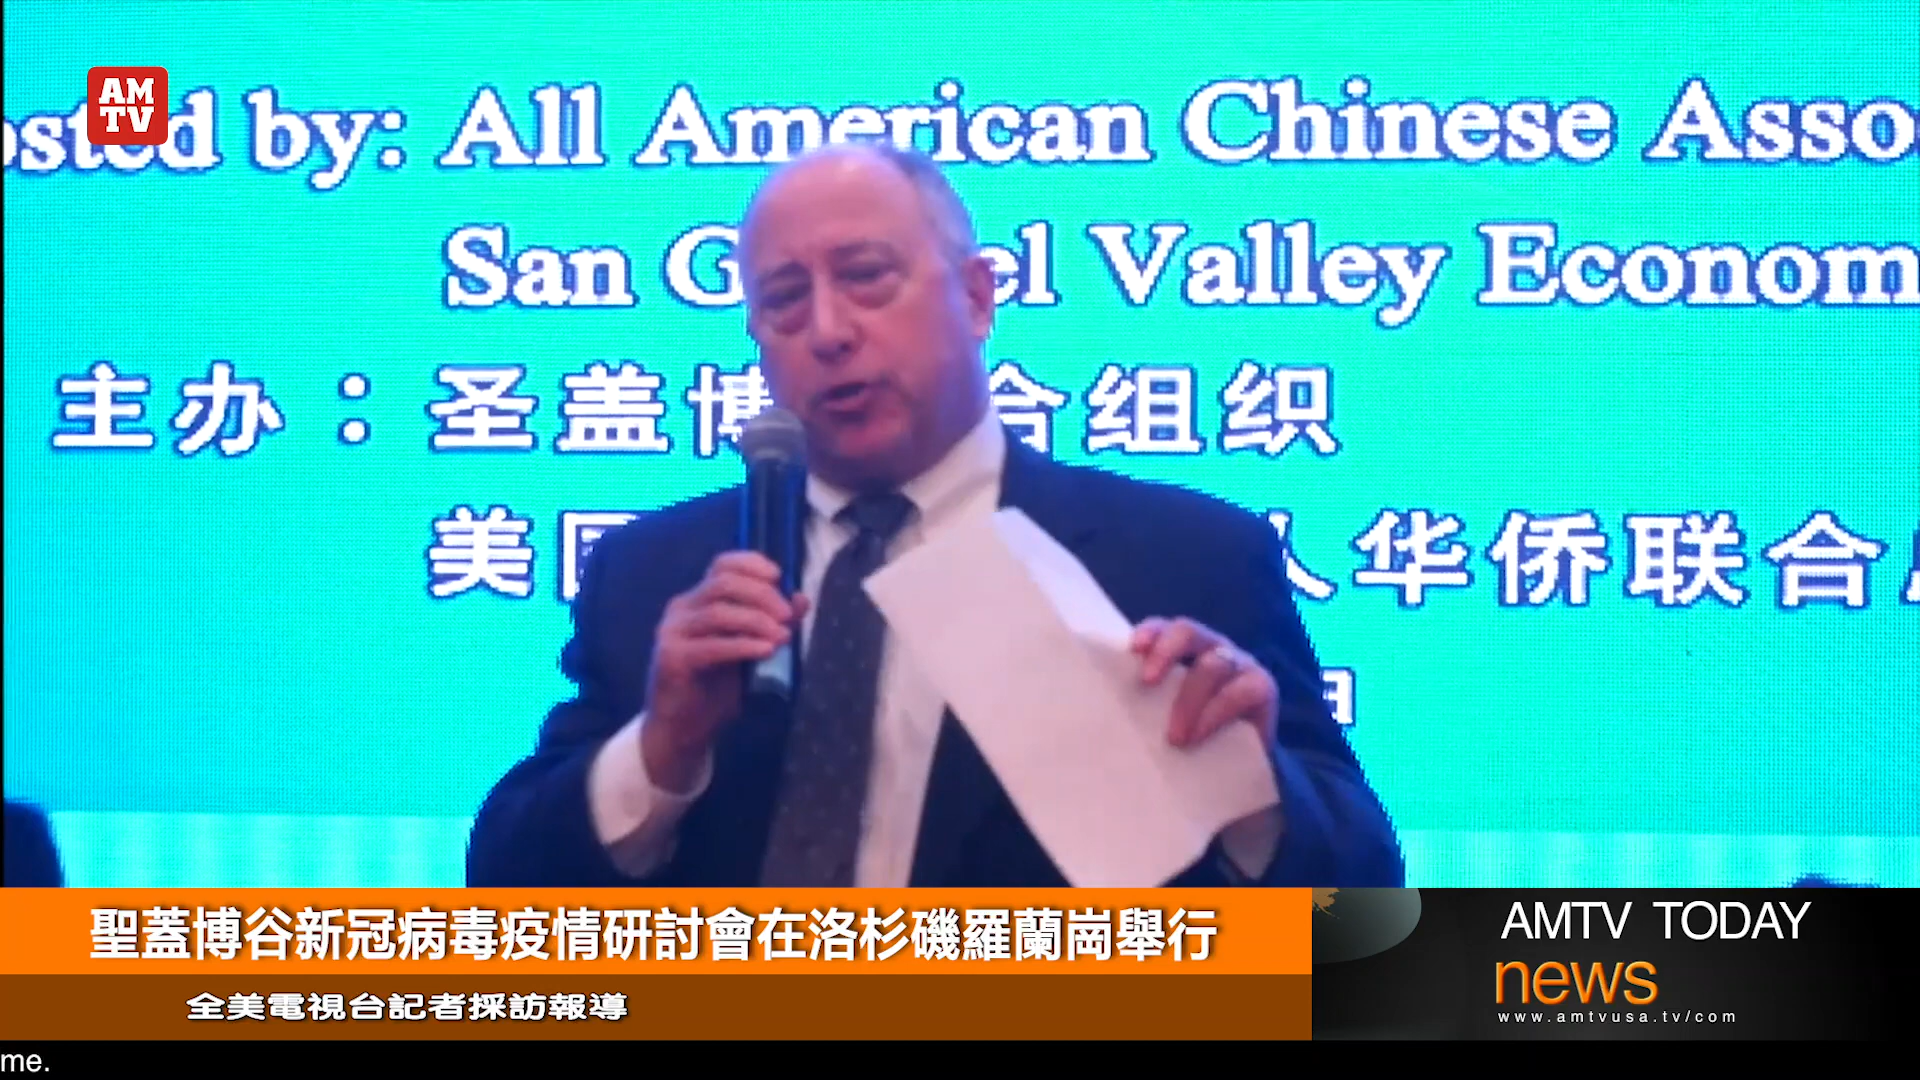 AM
TV
osted by: All American Chinese Asso
San G el Valley Econom
主办：圣盖博 合组织
美 人华侨联合
聖蓋博谷新冠病毒疫情研討會在洛杉磯羅蘭崗舉行
全美電視台記者採訪報導
AMTV TODAY
news
www.amtvusa.tv/com
me.